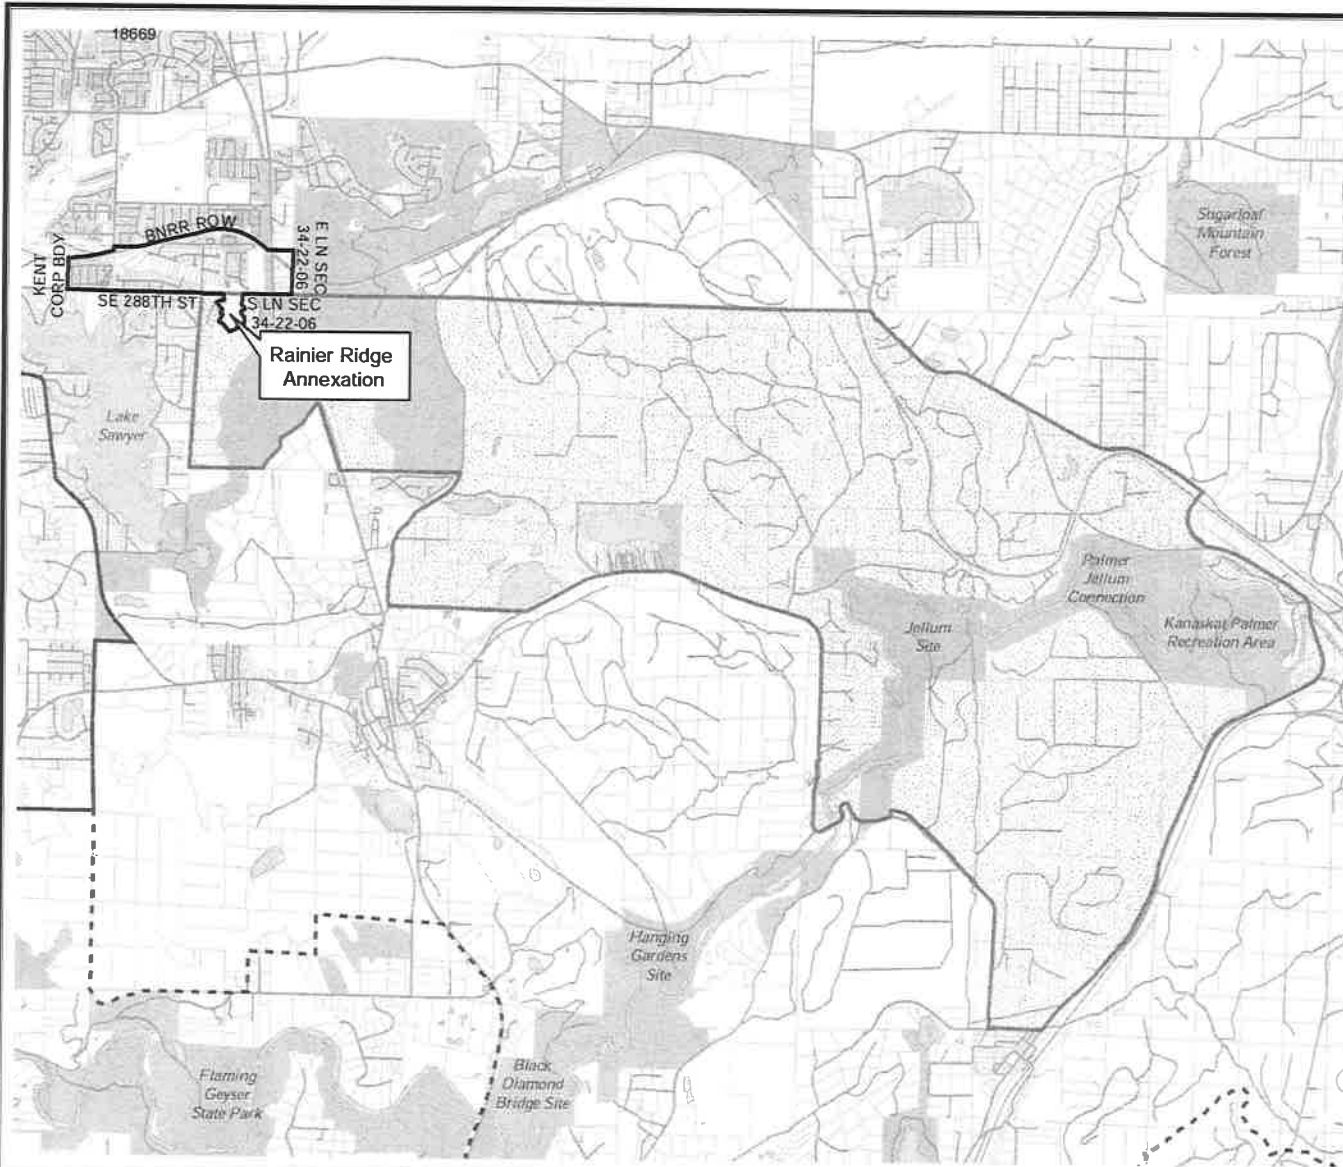 18669
BNRR ROW
KENT
CORP BDY
E LN SEC
34-22-06
SE 288TH ST
S LN SEC
34-22-06
Rainier Ridge
Annexation
Sugarloaf
Mountain
Forest
Lake
Sawyer
Palmer
Jellum
Connection
Jellum
Site
Kanaskat Palmer
Recreation Area
Hanging
Gardens
Site
Black
Diamond
Bridge Site
Flaming
Geyser
State Park